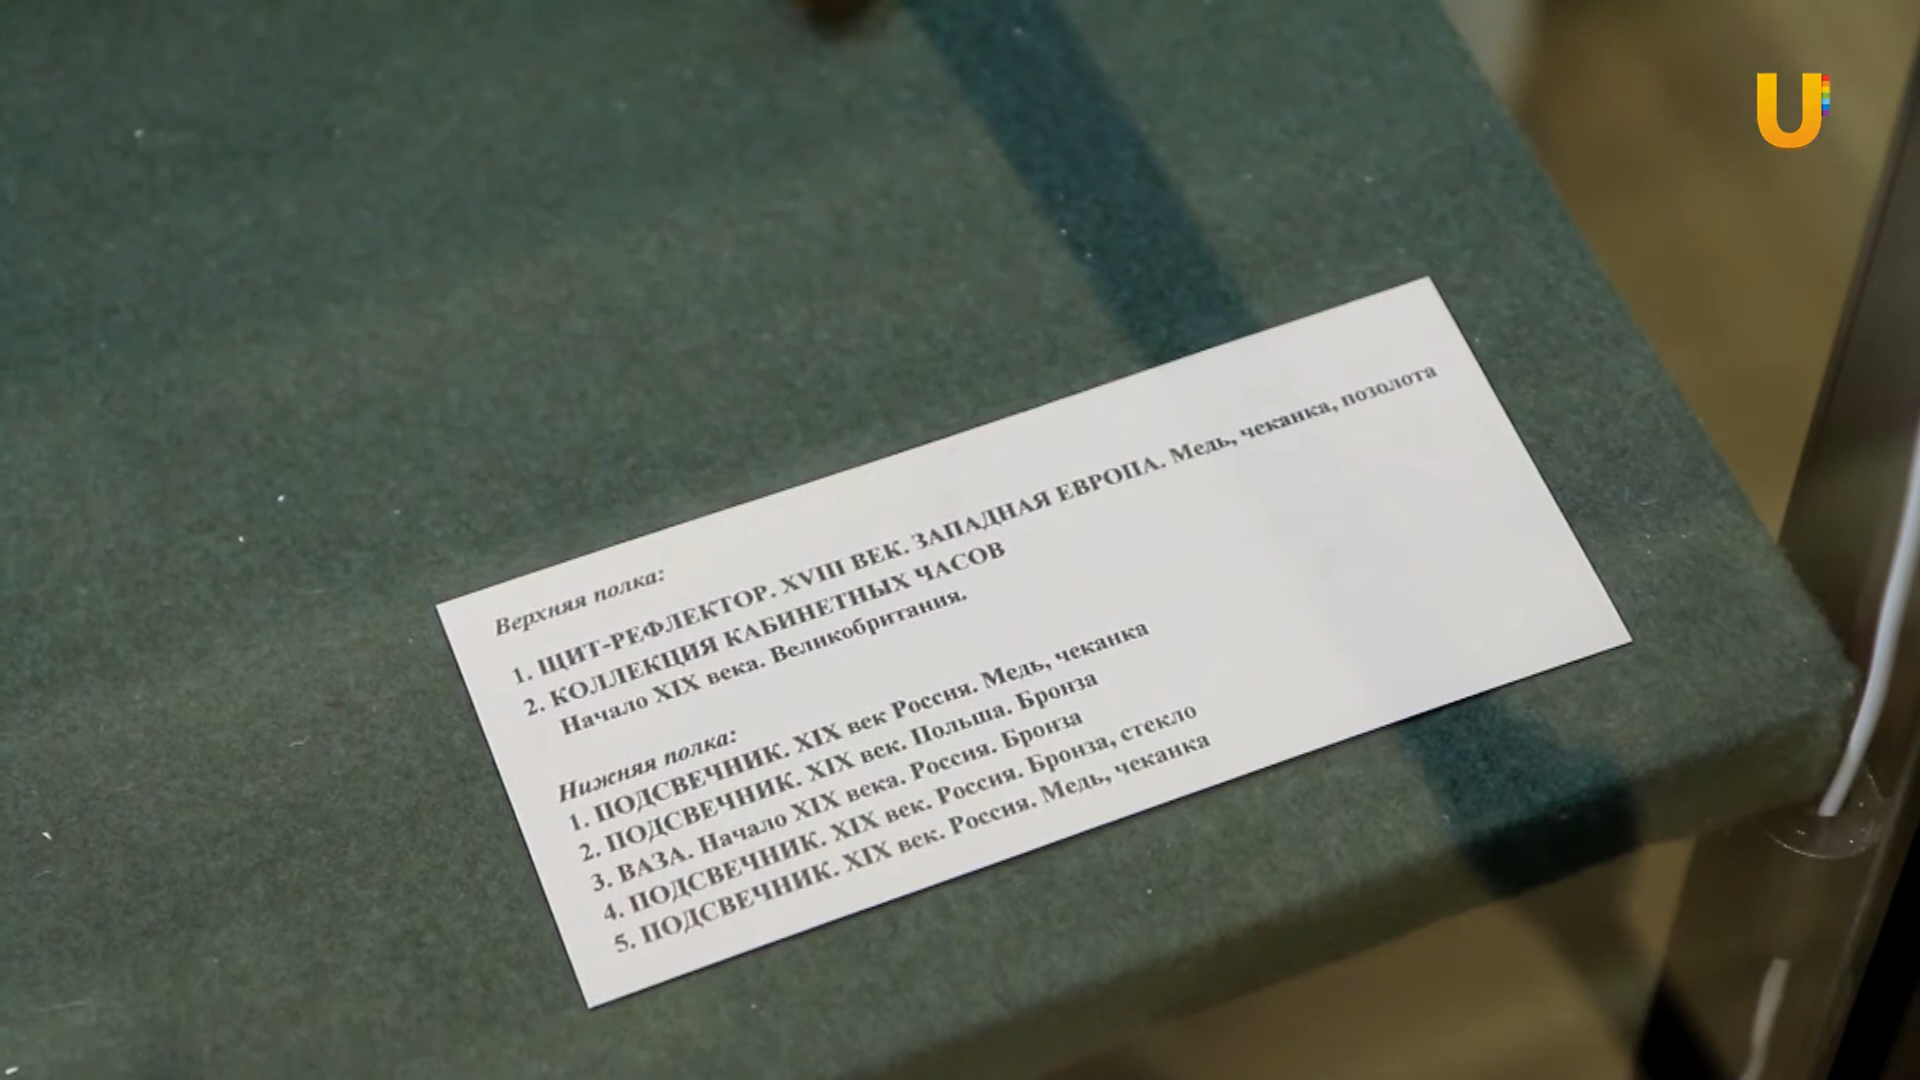 U
Верхняя полка:
1. ЩИТ-РЕФЛЕКТОР. XVIII ВЕК. ЗАПАДНАЯ ЕВРОПА. Медь, чеканка, позолота
2. КОЛЛЕКЦИЯ КАБИНЕТНЫХ ЧАСОВ
Начало XIX века. Великобритания.
Нижняя полка:
1. ПОДСВЕЧНИК. XIX век Россия. Медь, чеканка
2. ПОДСВЕЧНИК. XIX век. Польша. Бронза
3. ВАЗА. Начало XIX века. Россия. Бронза
4. ПОДСВЕЧНИК. XIX век. Россия. Бронза, стекло
5. ПОДСВЕЧНИК. XIX век. Россия. Медь, чеканка